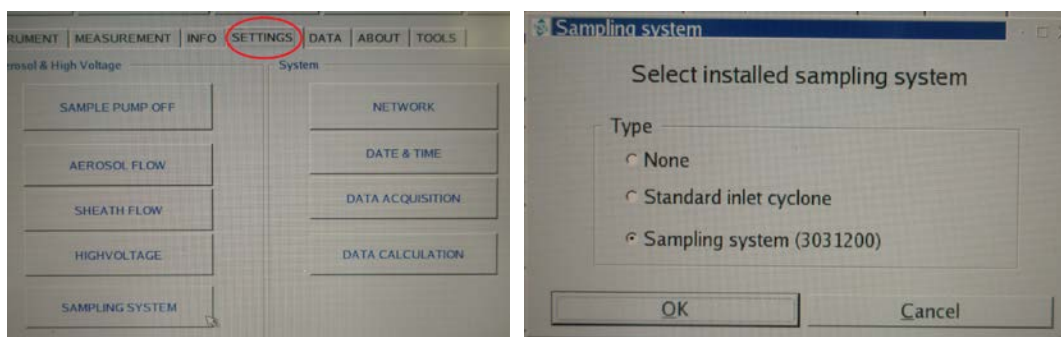 RUMENT MEASUREMENT INFO SETTINGS DATA ABOUT TOOLS
erosol & High Voltage
SAMPLE PUMP OFF
AEROSOL FLOW
SHEATH FLOW
HIGHVOLTAGE
SAMPLING SYSTEM
System
NETWORK
DATE & TIME
DATA ACQUISITION
DATA CALCULATION
Sampling system
Select installed sampling system
Type
None
Standard inlet cyclone
Sampling system (3031200)
OK Cancel